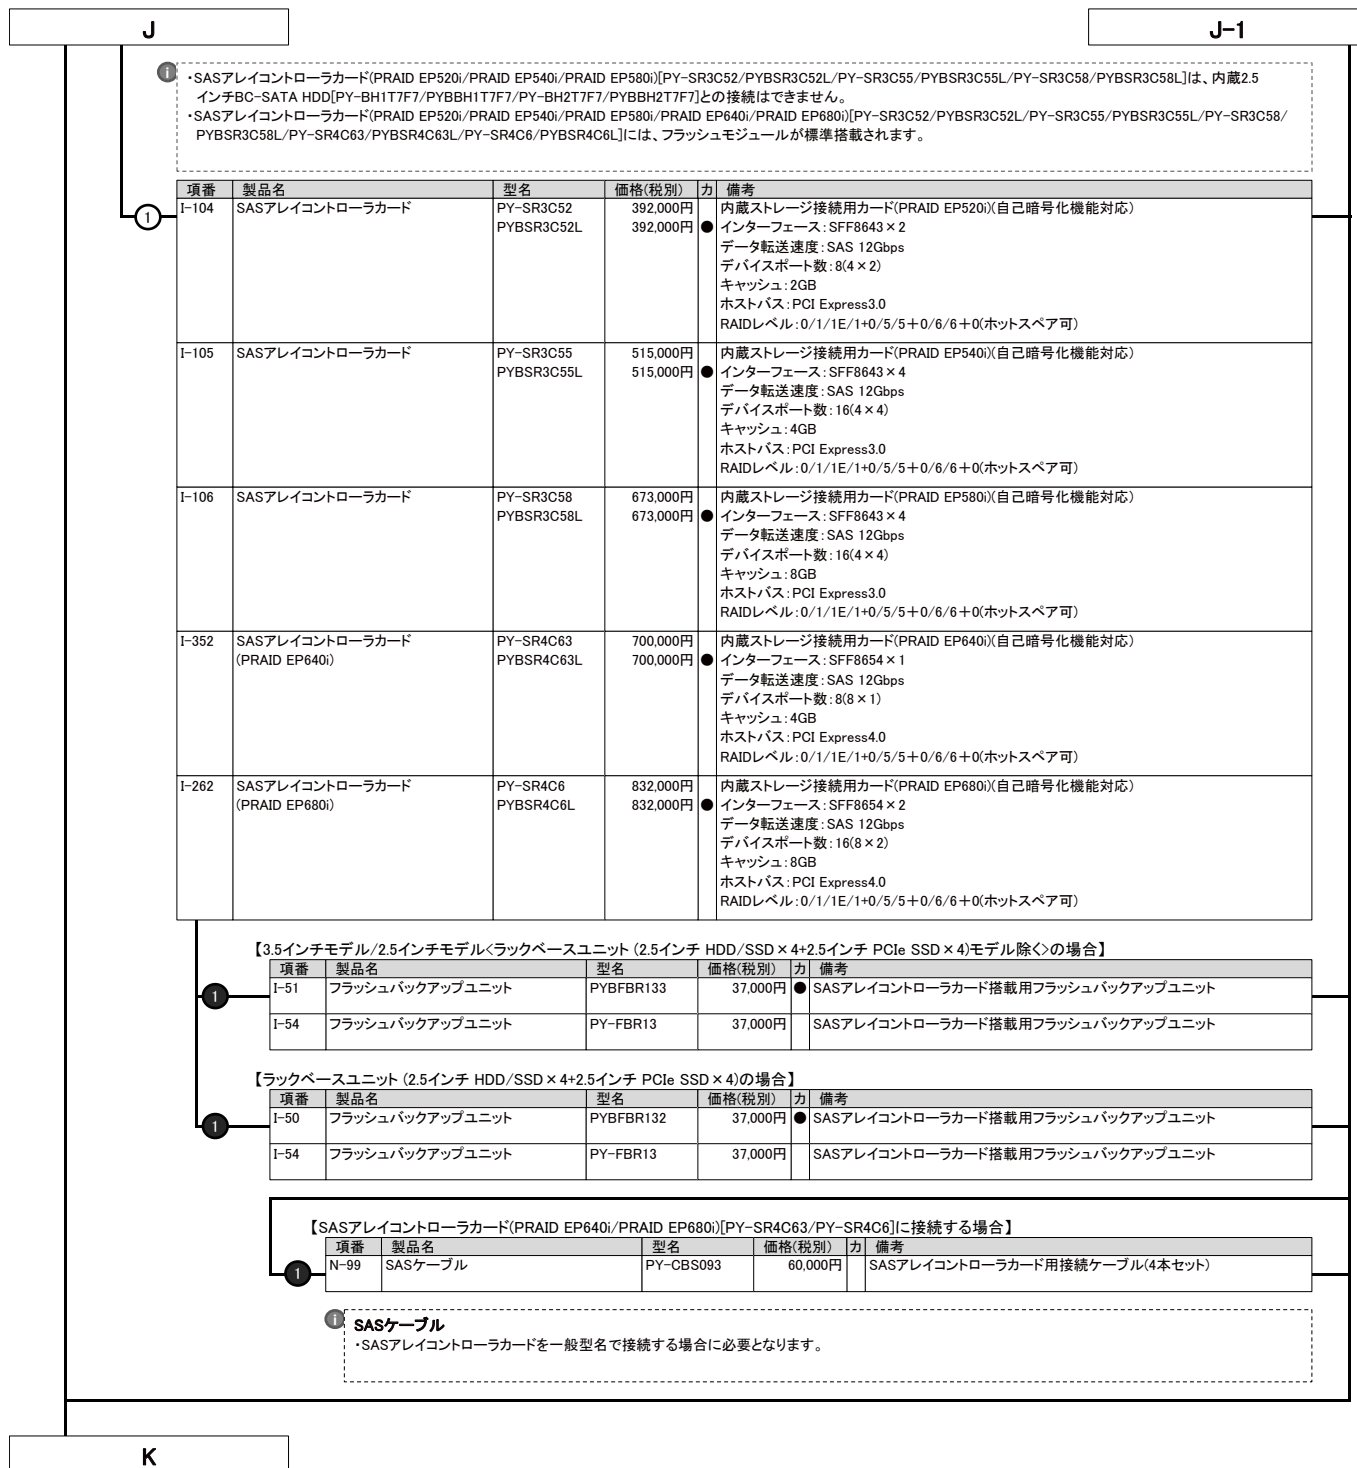 J
J-1
・SASアレイコントローラカード(PRAID EP520i/PRAID EP540i/PRAID EP580i)[PY-SR3C52/PYBSR3C52L/PY-SR3C55/PYBSR3C55L/PY-SR3C58/PYBSR3C58L]は、内蔵2.5
インチBC-SATA HDD[PY-BH1T7F7/PYBBH1T7F7/PY-BH2T7F7/PYBBH2T7F7]との接続はできません。
・SASアレイコントローラカード(PRAID EP520i/PRAID EP540i/PRAID EP580i/PRAID EP640i/PRAID EP680i)[PY-SR3C52/PYBSR3C52L/PY-SR3C55/PYBSR3C55L/PY-SR3C58/
PYBSR3C58L/PY-SR4C63/PYBSR4C63L/PY-SR4C6/PYBSR4C6L]には、フラッシュモジュールが標準搭載されます。
項番 製品名 型名 価格(税別) カ 備考
1
I-104 SASアレイコントローラカード PY-SR3C52 392,000円 内蔵ストレージ接続用カード(PRAID EP520i)(自己暗号化機能対応)
PYBSR3C52L 392,000円 ● インターフェース:SFF8643×2
データ転送速度:SAS 12Gbps
デバイスポート数:8(4×2)
キャッシュ:2GB
ホストバス:PCI Express3.0
RAIDレベル:0/1/1E/1+0/5/5+0/6/6+0(ホットスペア可)
I-105 SASアレイコントローラカード PY-SR3C55 515,000円 内蔵ストレージ接続用カード(PRAID EP540i)(自己暗号化機能対応)
PYBSR3C55L 515,000円 ● インターフェース:SFF8643×4
データ転送速度:SAS 12Gbps
デバイスポート数:16(4×4)
キャッシュ:4GB
ホストバス:PCI Express3.0
RAIDレベル:0/1/1E/1+0/5/5+0/6/6+0(ホットスペア可)
I-106 SASアレイコントローラカード PY-SR3C58 673,000円 内蔵ストレージ接続用カード(PRAID EP580i)(自己暗号化機能対応)
PYBSR3C58L 673,000円 ● インターフェース:SFF8643×4
データ転送速度:SAS 12Gbps
デバイスポート数:16(4×4)
キャッシュ:8GB
ホストバス:PCI Express3.0
RAIDレベル:0/1/1E/1+0/5/5+0/6/6+0(ホットスペア可)
I-352 SASアレイコントローラカード PY-SR4C63 700,000円 内蔵ストレージ接続用カード(PRAID EP640i)(自己暗号化機能対応)
(PRAID EP640i) PYBSR4C63L 700,000円 ● インターフェース:SFF8654×1
データ転送速度:SAS 12Gbps
デバイスポート数:8(8×1)
キャッシュ:4GB
ホストバス:PCI Express4.0
RAIDレベル:0/1/1E/1+0/5/5+0/6/6+0(ホットスペア可)
I-262 SASアレイコントローラカード PY-SR4C6 832,000円 内蔵ストレージ接続用カード(PRAID EP680i)(自己暗号化機能対応)
(PRAID EP680i) PYBSR4C6L 832,000円 ● インターフェース:SFF8654×2
データ転送速度:SAS 12Gbps
デバイスポート数:16(8×2)
キャッシュ:8GB
ホストバス:PCI Express4.0
RAIDレベル:0/1/1E/1+0/5/5+0/6/6+0(ホットスペア可)
【3.5インチモデル/2.5インチモデル<ラックベースユニット (2.5インチ HDD/SSD×4+2.5インチ PCIe SSD×4)モデル除く>の場合】
項番 製品名 型名 価格(税別) カ 備考
1
I-51 フラッシュバックアップユニット PYBFBR133 37,000円 ● SASアレイコントローラカード搭載用フラッシュバックアップユニット
I-54 フラッシュバックアップユニット PY-FBR13 37,000円 SASアレイコントローラカード搭載用フラッシュバックアップユニット
【ラックベースユニット (2.5インチ HDD/SSD×4+2.5インチ PCIe SSD×4)の場合】
項番 製品名 型名 価格(税別) カ 備考
1
I-50 フラッシュバックアップユニット PYBFBR132 37,000円 ● SASアレイコントローラカード搭載用フラッシュバックアップユニット
I-54 フラッシュバックアップユニット PY-FBR13 37,000円 SASアレイコントローラカード搭載用フラッシュバックアップユニット
【SASアレイコントローラカード(PRAID EP640i/PRAID EP680i)[PY-SR4C63/PY-SR4C6]に接続する場合】
項番 製品名 型名 価格(税別) カ 備考
1
N-99 SASケーブル PY-CBS093 60,000円 SASアレイコントローラカード用接続ケーブル(4本セット)
SASケーブル
・SASアレイコントローラカードを一般型名で接続する場合に必要となります。
K